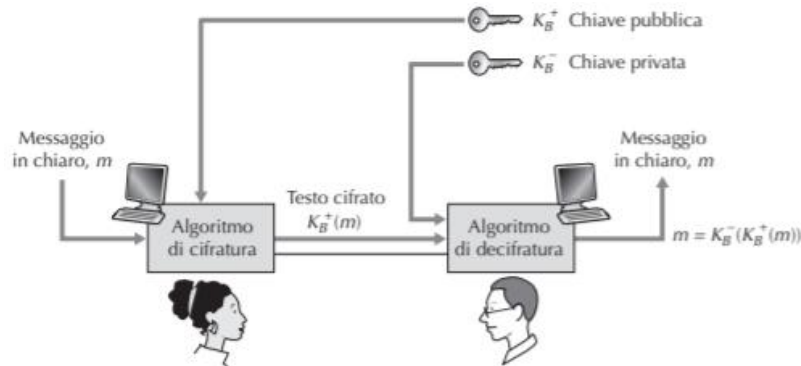 K_B^+ Chiave pubblica
K_B^- Chiave privata
Messaggio
in chiaro, m
Algoritmo
di cifratura
Testo cifrato
K_B^+(m)
Algoritmo
di decifratura
Messaggio
in chiaro, m
m = K_B^-(K_B^+(m))